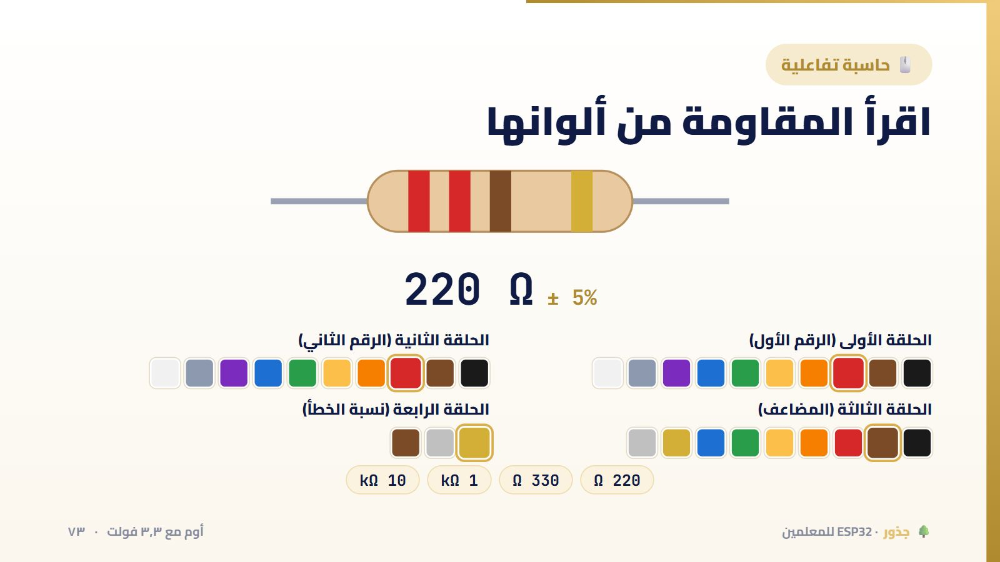 حاسبة تفاعلية
اقرأ المقاومة من ألوانها
220 Ω ± 5%
الحلقة الأولى (الرقم الأول)
الحلقة الثانية (الرقم الثاني)
الحلقة الثالثة (المضاعف)
الحلقة الرابعة (نسبة الخطأ)
220 Ω
330 Ω
1 kΩ
10 kΩ
جذور · ESP32 للمعلمين
أوم مع ٣,٣ فولت · ٧٣